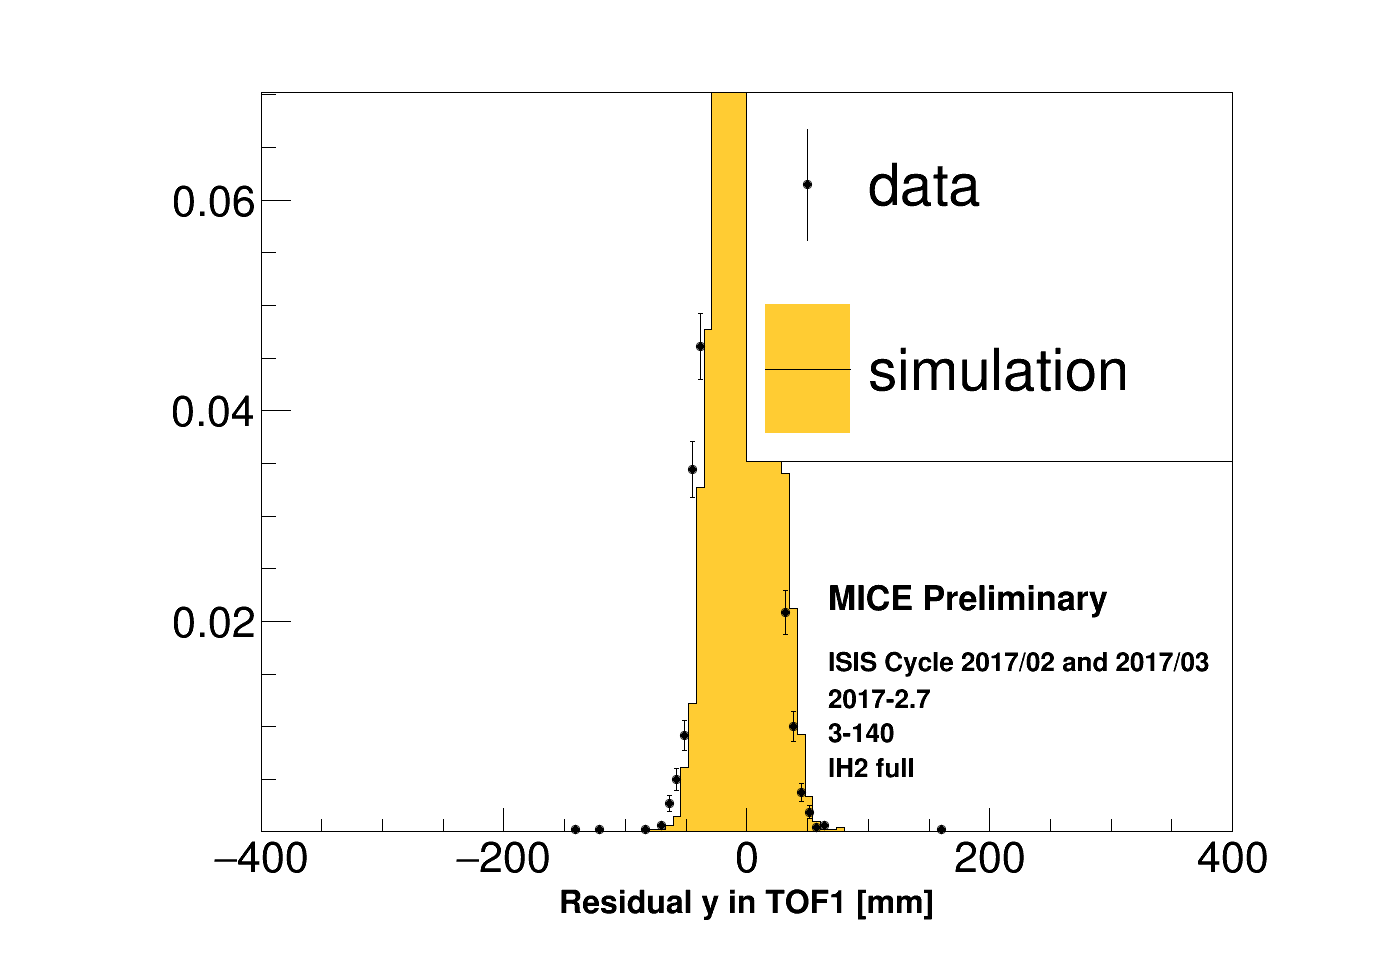 data
simulation
0.06
0.04
0.02
MICE Preliminary
ISIS Cycle 2017/02 and 2017/03
2017-2.7
3-140
IH2 full
−400 −200 0 200 400
Residual y in TOF1 [mm]